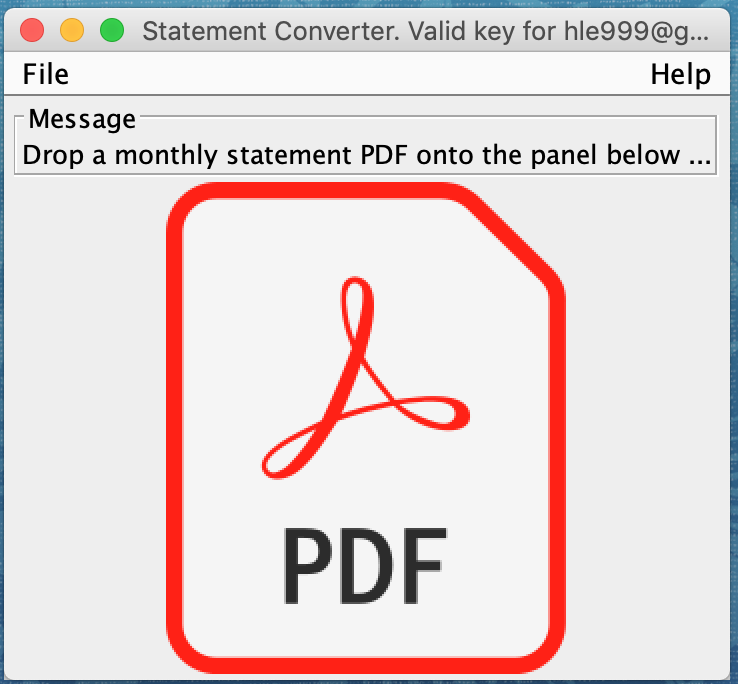 Statement Converter. Valid key for hle999@g...
File Help
Message
Drop a monthly statement PDF onto the panel below ...
PDF